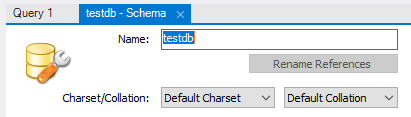 Query 1 testdb - Schema ×
Name: testdb
Rename References
Charset/Collation: Default Charset Default Collation